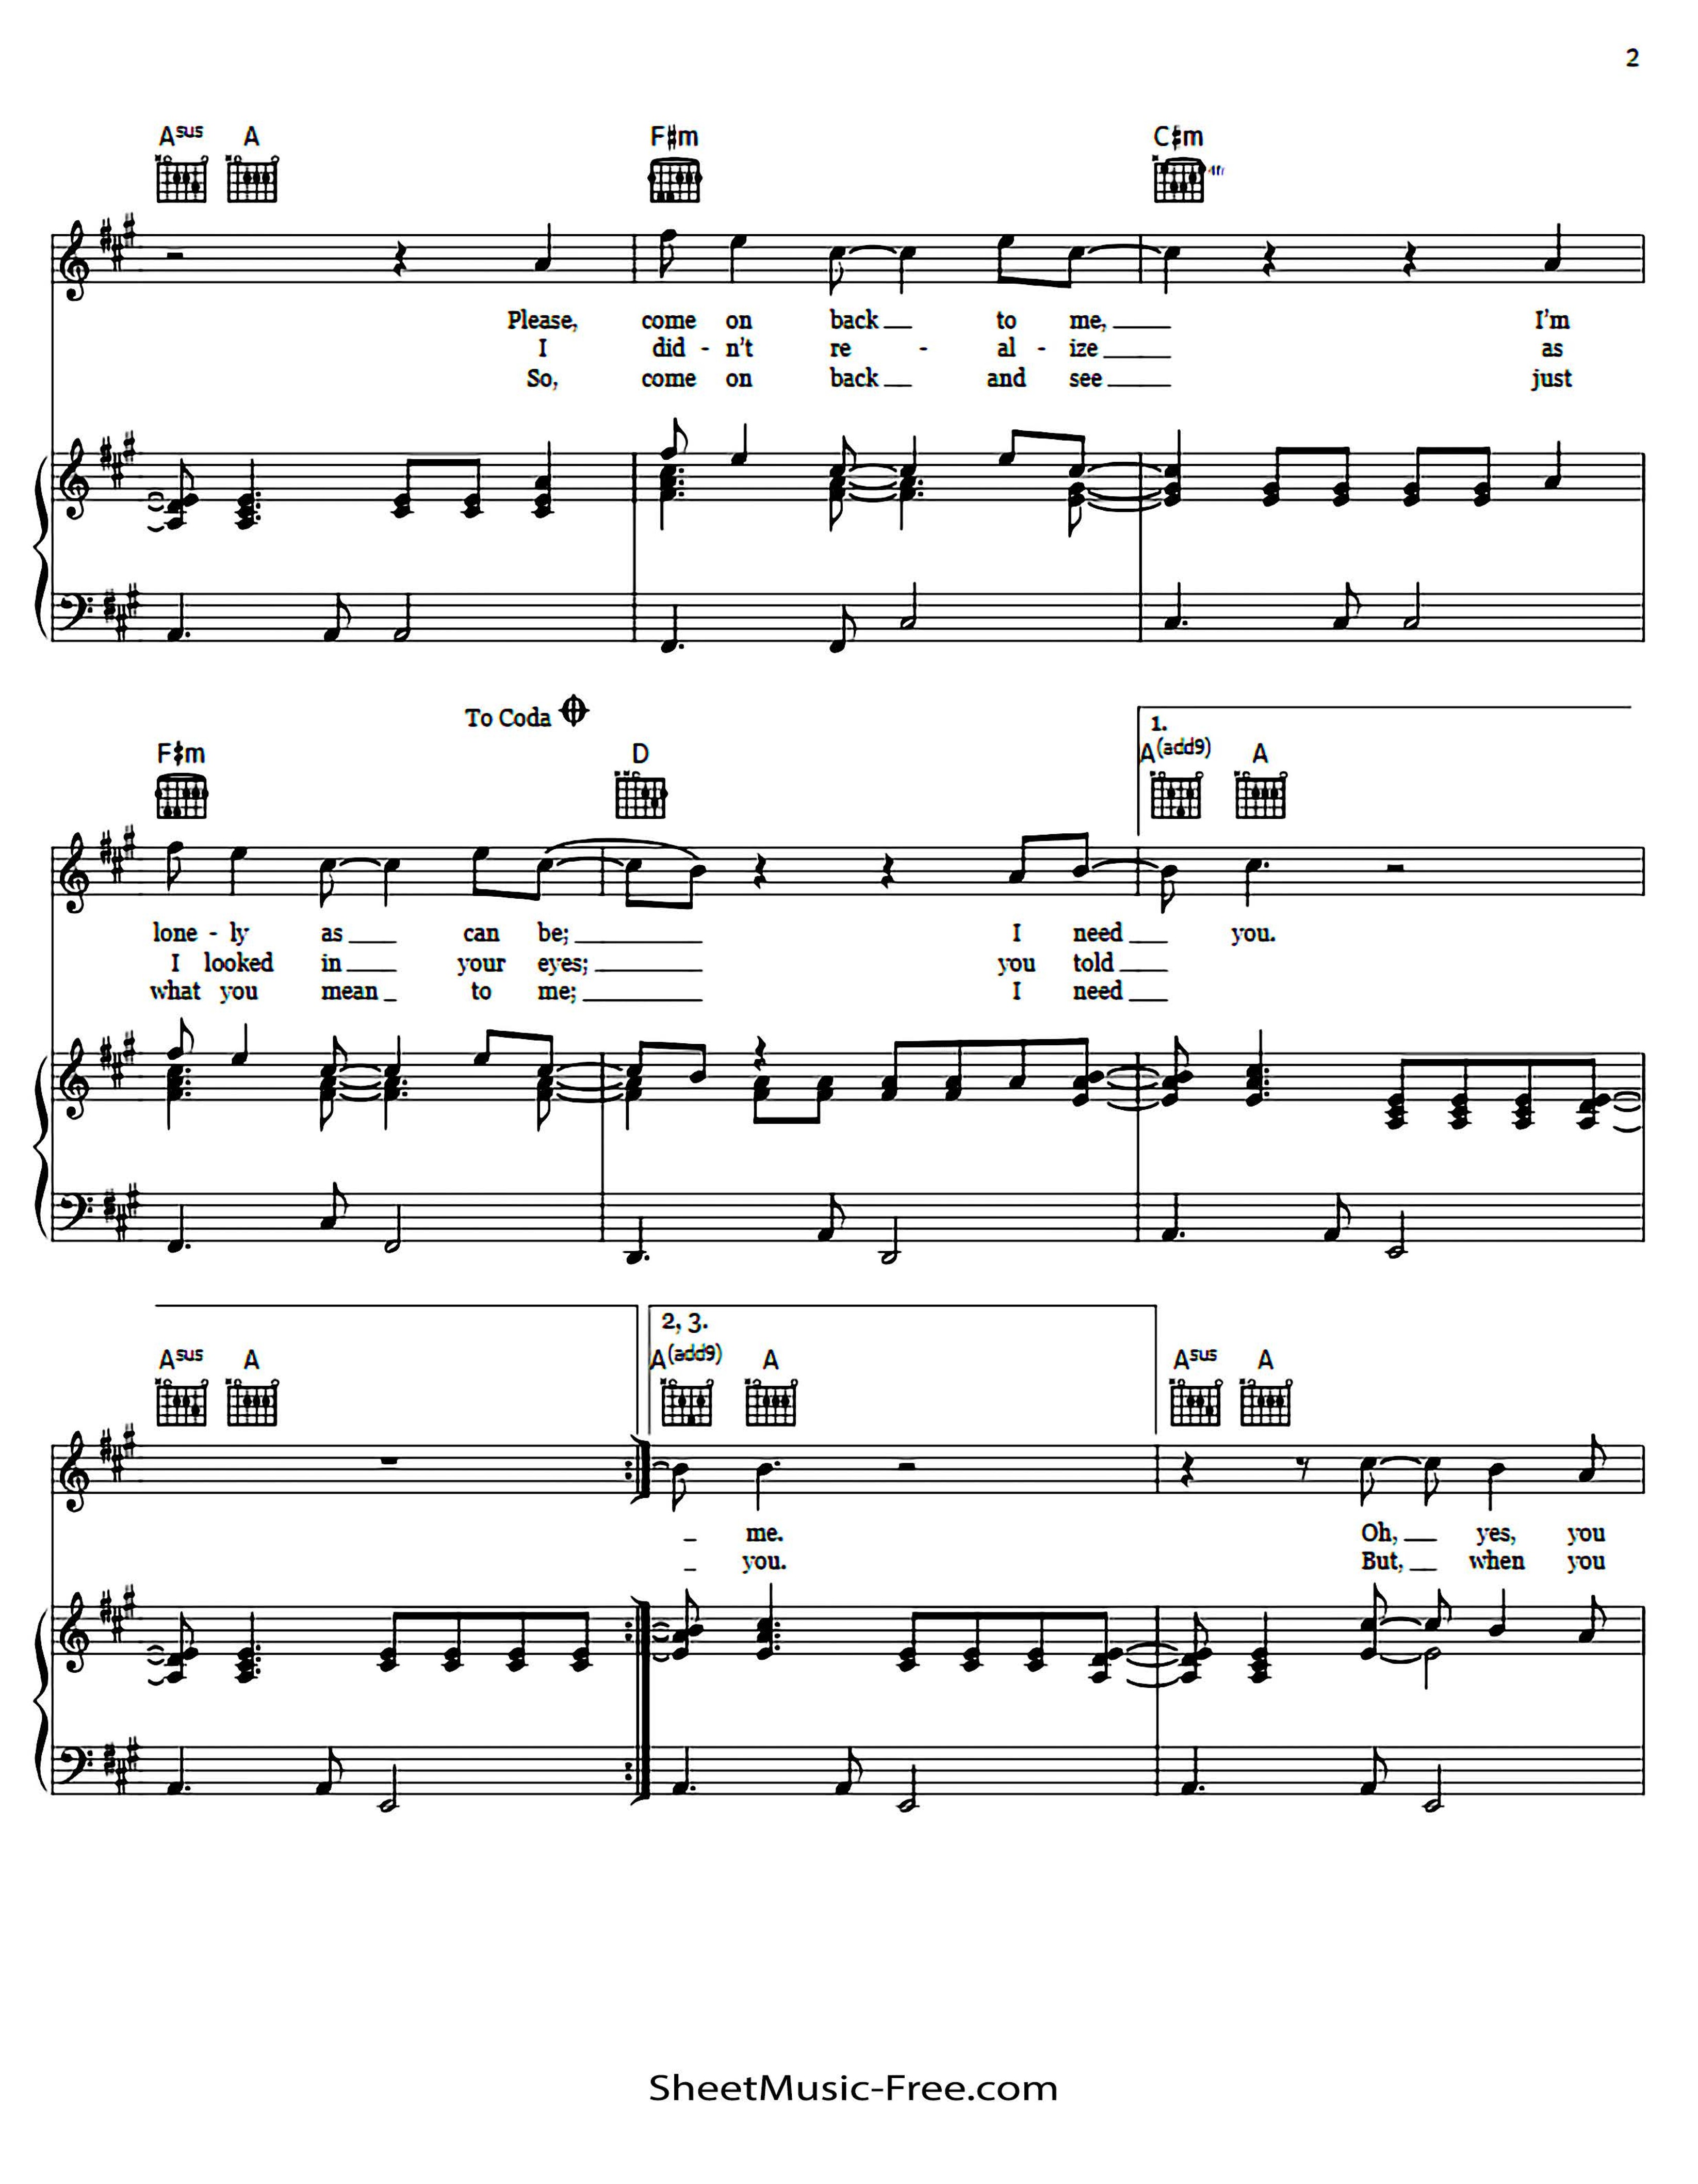 2
Asus A F♯m C♯m
4fr
Please, come on back to me, I'm
I did - n't re - al - ize as
So, come on back and see just
To Coda
1.
F♯m D A(add9) A
lone - ly as can be; I need you.
I looked in your eyes; you told
what you mean to me; I need
2, 3.
Asus A A(add9) A Asus A
me. Oh, yes, you
you. But, when you
SheetMusic-Free.com